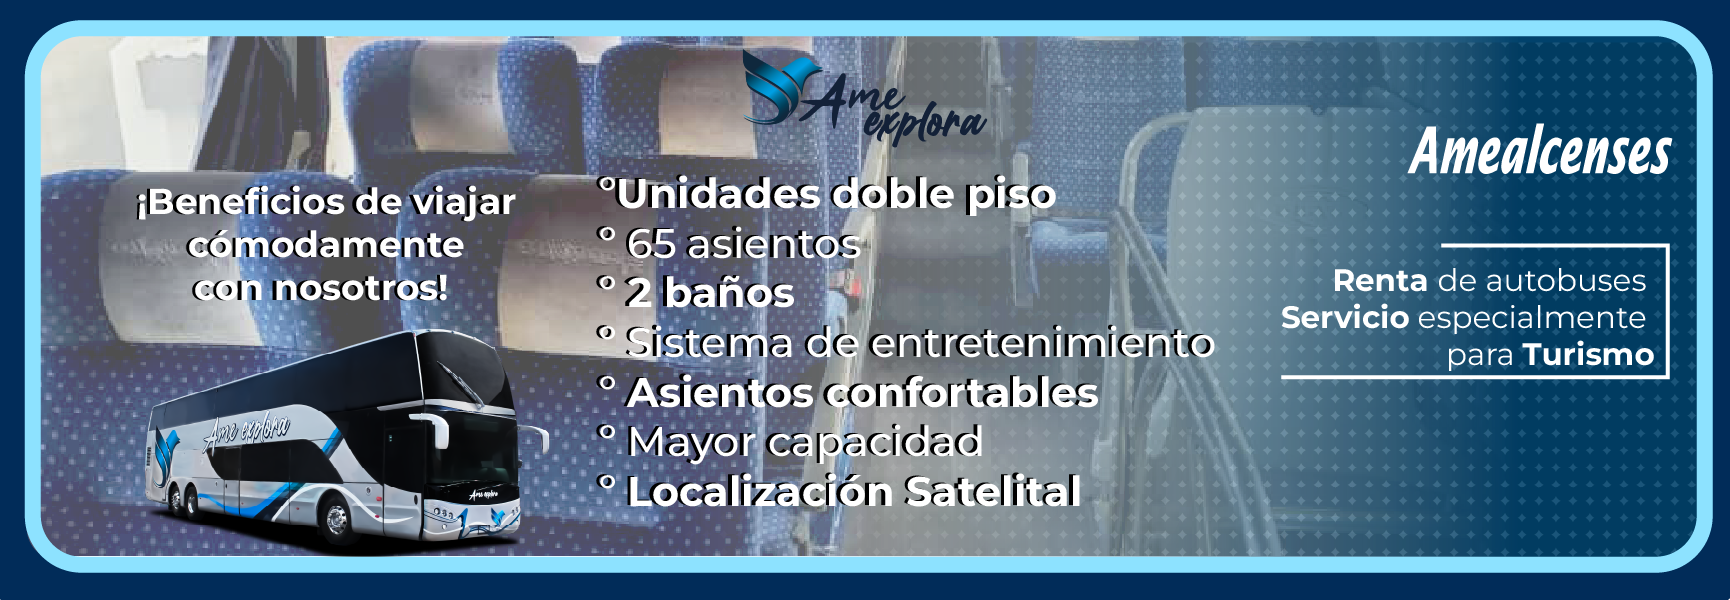 Ame
explora
¡Beneficios de viajar
cómodamente
con nosotros!
Ame explora
Ame explora
°Unidades doble piso
° 65 asientos
° 2 baños
° Sistema de entretenimiento
° Asientos confortables
° Mayor capacidad
° Localización Satelital
Amealcenses
Renta de autobuses
Servicio especialmente
para Turismo